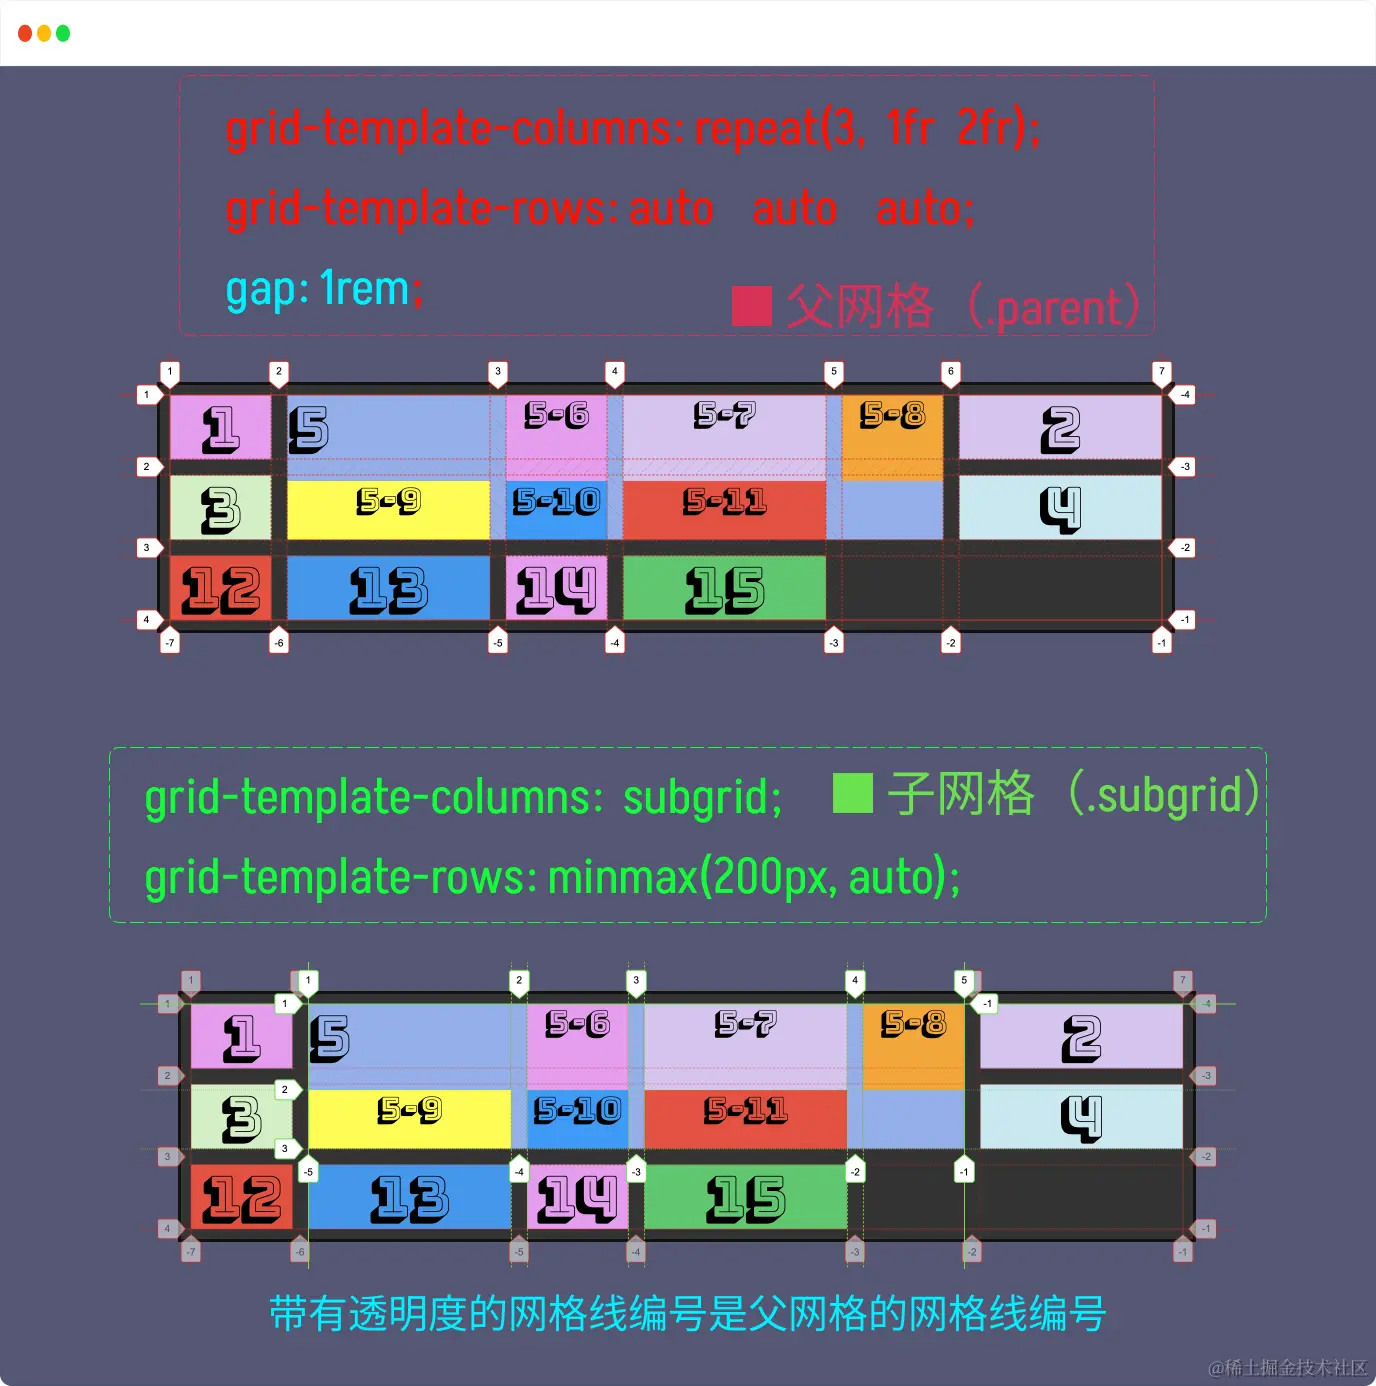 grid-template-columns: repeat(3, 1fr 2fr);
grid-template-rows: auto auto auto;
gap: 1rem;
父网格（.parent）
1 2 3 4 5 6 7
1 -4
1 5 5-6 5-7 5-8 2
2 -3
3 5-9 5-10 5-11 4
3 -2
12 13 14 15
4 -1
-7 -6 -5 -4 -3 -2 -1
grid-template-columns: subgrid;
子网格（.subgrid）
grid-template-rows: minmax(200px, auto);
1 1 2 3 4 5 7
1 1 -1 -4
1 5 5-6 5-7 5-8 2
2 -3
2
3 5-9 5-10 5-11 4
3
3 -2
-5 -4 -3 -2 -1
12 13 14 15
4 -1
-7 -6 -5 -4 -3 -2 -1
带有透明度的网格线编号是父网格的网格线编号
@稀土掘金技术社区